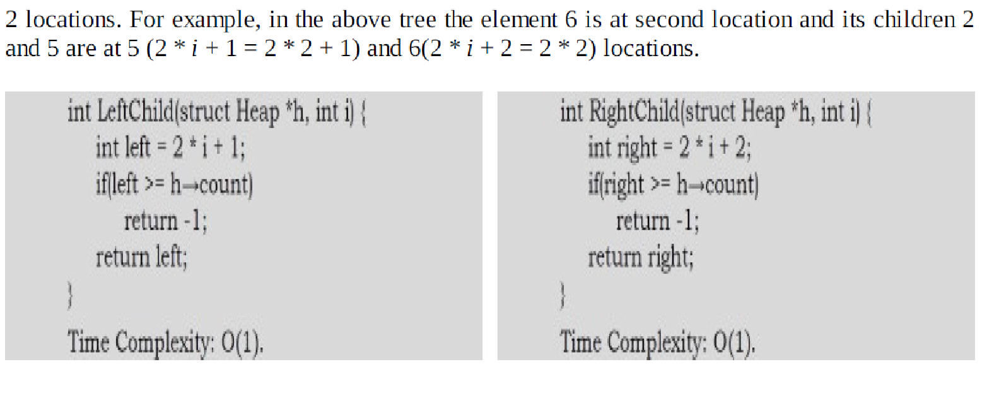 2 locations. For example, in the above tree the element 6 is at second location and its children 2
and 5 are at 5 (2 * i + 1 = 2 * 2 + 1) and 6(2 * i + 2 = 2 * 2) locations.
int LeftChild(struct Heap *h, int i) {
int left = 2 * i + 1;
if(left >= h→count)
return -1;
return left;
}
Time Complexity: O(1).
int RightChild(struct Heap *h, int i) {
int right = 2 * i + 2;
if(right >= h→count)
return -1;
return right;
}
Time Complexity: O(1).